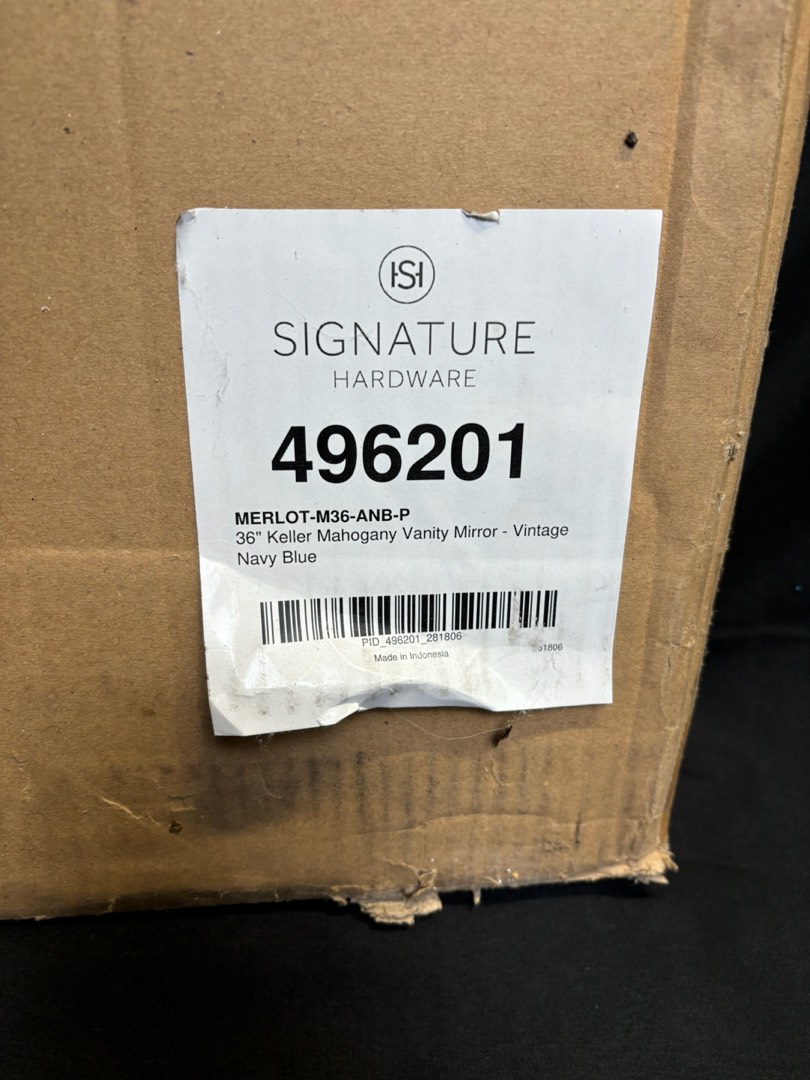 SH
SIGNATURE
HARDWARE
496201
MERLOT-M36-ANB-P
36" Keller Mahogany Vanity Mirror - Vintage
Navy Blue
PID_496201_281806
Made in Indonesia